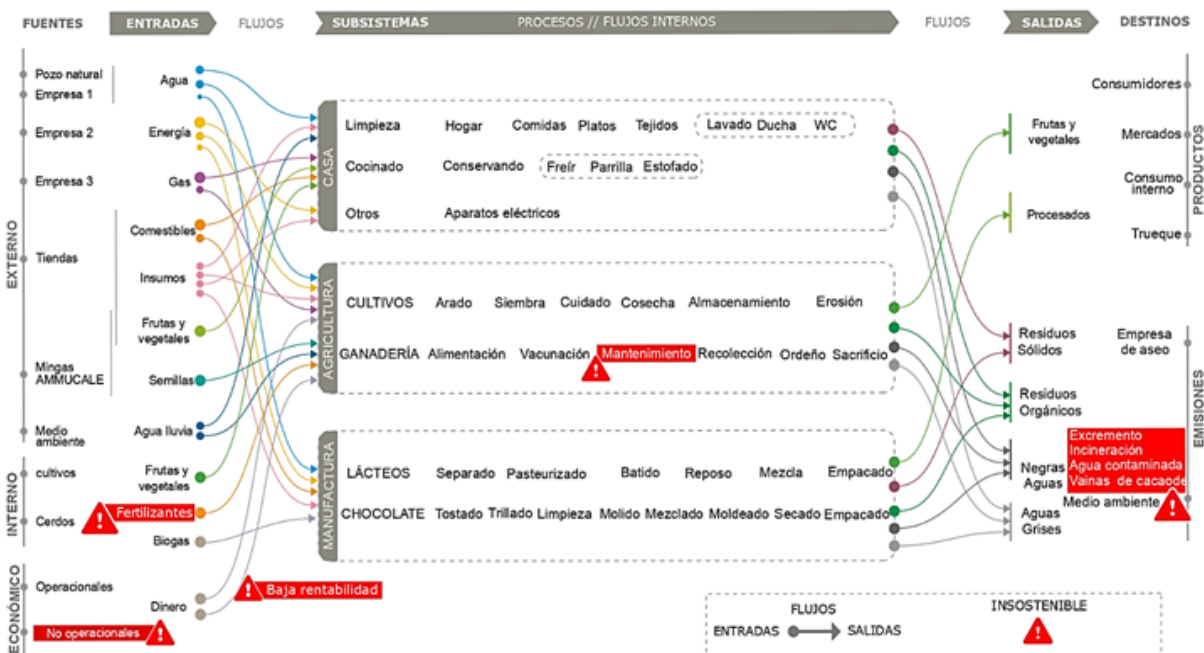 FUENTES ENTRADAS FLUJOS SUBSISTEMAS PROCESOS // FLUJOS INTERNOS FLUJOS SALIDAS DESTINOS
EXTERNO
Pozo natural
Empresa 1
Empresa 2
Empresa 3
Tiendas
Mingas
AMMUCALE
Medio
ambiente
INTERNO
cultivos
Cerdos
ECONÓMICO
Operacionales
No operacionales
Agua
Energía
Gas
Comestibles
Insumos
Frutas y
vegetales
Semillas
Agua lluvia
Frutas y
vegetales
Fertilizantes
Biogas
Dinero
Baja rentabilidad
CASA
Limpieza Hogar Comidas Platos Tejidos Lavado Ducha WC
Cocinado Conservando Freír Parrilla Estofado
Otros Aparatos eléctricos
AGRICULTURA
CULTIVOS Arado Siembra Cuidado Cosecha Almacenamiento Erosión
GANADERÍA Alimentación Vacunación Mantenimiento Recolección Ordeño Sacrificio
MANUFACTURA
LÁCTEOS Separado Pasteurizado Batido Reposo Mezcla Empacado
CHOCOLATE Tostado Trillado Limpieza Molido Mezclado Moldeado Secado Empacado
Frutas y
vegetales
Procesados
Residuos
Sólidos
Residuos
Orgánicos
Negras
Aguas
Aguas
Grises
Consumidores
Mercados
Consumo
interno
Trueque
PRODUCTOS
Empresa
de aseo
Excremento
Incineración
Agua contaminada
Vainas de cacaode
Medio ambiente
EMISIONES
FLUJOS INSOSTENIBLE
ENTRADAS SALIDAS